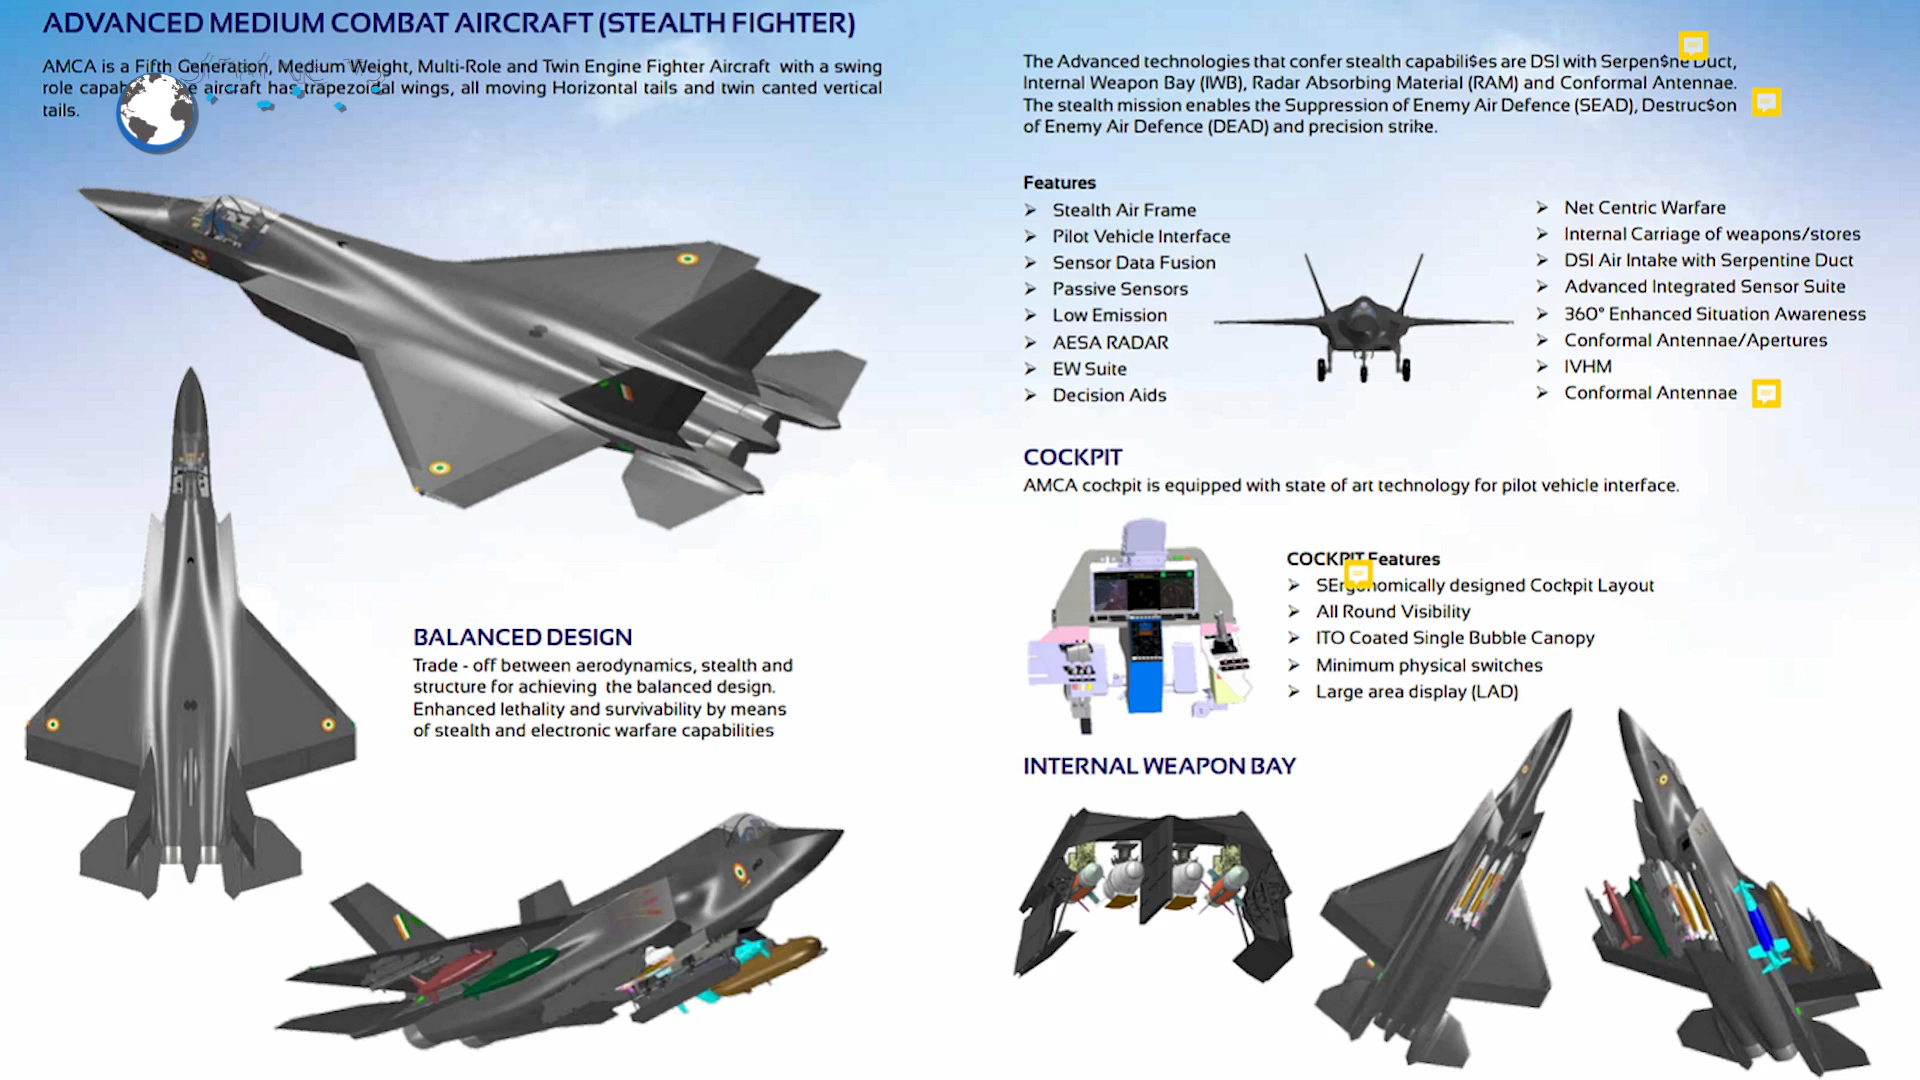 ADVANCED MEDIUM COMBAT AIRCRAFT (STEALTH FIGHTER)
AMCA is a Fifth Generation, Medium Weight, Multi-Role and Twin Engine Fighter Aircraft with a swing
role aircraft has trapezoidal wings, all moving Horizontal tails and twin canted vertical
tails.
BALANCED DESIGN
Trade - off between aerodynamics, stealth and
structure for achieving the balanced design.
Enhanced lethality and survivability by means
of stealth and electronic warfare capabilities
The Advanced technologies that confer stealth capabili$es are DSI with Serpen$ne Duct,
Internal Weapon Bay (IWB), Radar Absorbing Material (RAM) and Conformal Antennae.
The stealth mission enables the Suppression of Enemy Air Defence (SEAD), Destruc$on
of Enemy Air Defence (DEAD) and precision strike.
Features
Stealth Air Frame
Pilot Vehicle Interface
Sensor Data Fusion
Passive Sensors
Low Emission
AESA RADAR
EW Suite
Decision Aids
Net Centric Warfare
Internal Carriage of weapons/stores
DSI Air Intake with Serpentine Duct
Advanced Integrated Sensor Suite
360° Enhanced Situation Awareness
Conformal Antennae/Apertures
IVHM
Conformal Antennae
COCKPIT
AMCA cockpit is equipped with state of art technology for pilot vehicle interface.
COCKPIT Features
SErgonomically designed Cockpit Layout
All Round Visibility
ITO Coated Single Bubble Canopy
Minimum physical switches
Large area display (LAD)
INTERNAL WEAPON BAY